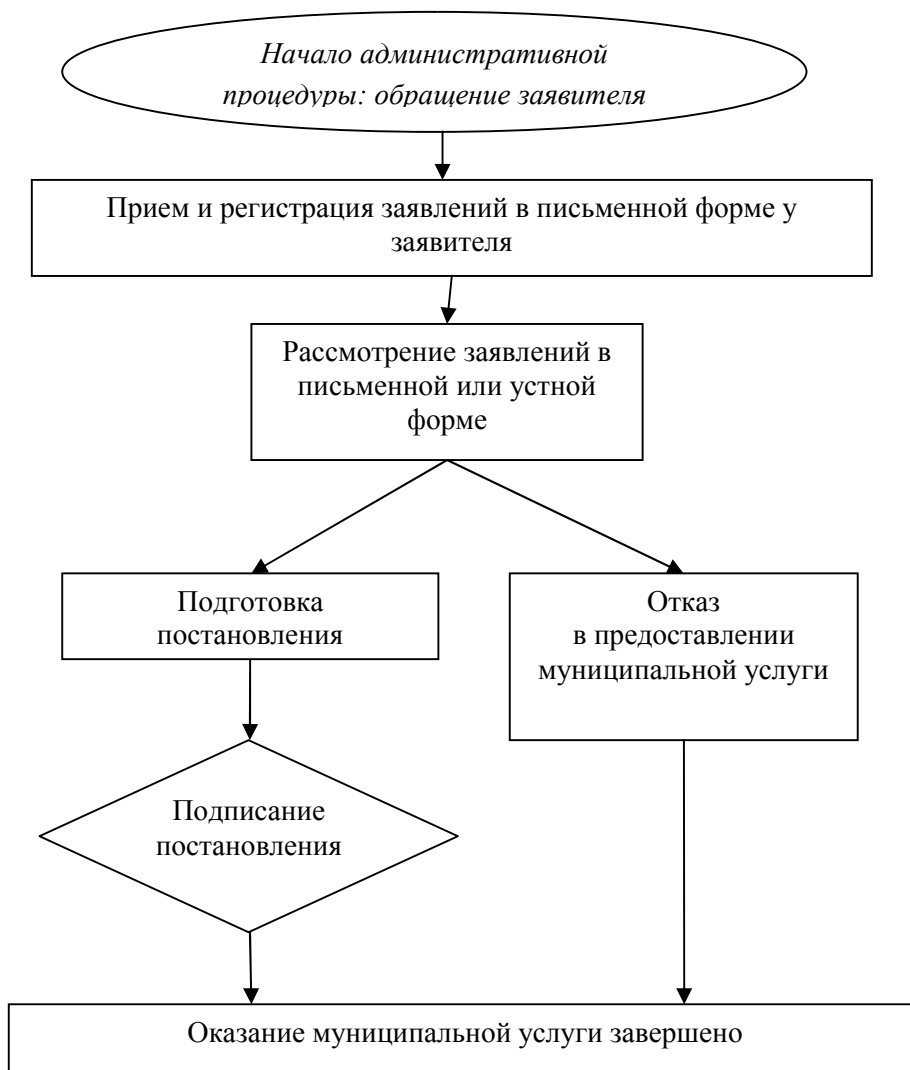 Начало административной
процедуры: обращение заявителя
Прием и регистрация заявлений в письменной форме у
заявителя
Рассмотрение заявлений в
письменной или устной
форме
Подготовка
постановления
Отказ
в предоставлении
муниципальной услуги
Подписание
постановления
Оказание муниципальной услуги завершено